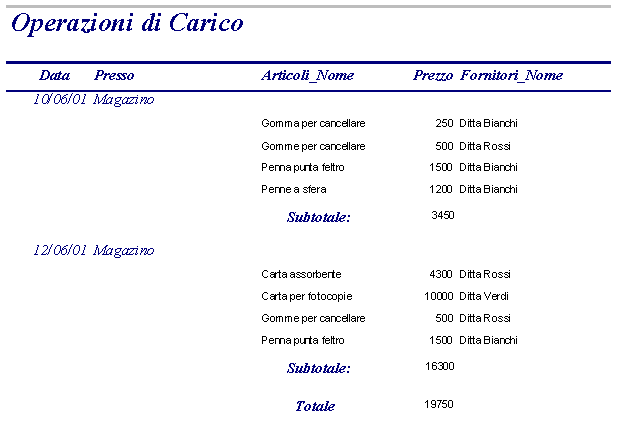 Operazioni di Carico
Data Presso Articoli_Nome Prezzo Fornitori_Nome
10/06/01 Magazino
Gomma per cancellare 250 Ditta Bianchi
Gomme per cancellare 500 Ditta Rossi
Penna punta feltro 1500 Ditta Bianchi
Penne a sfera 1200 Ditta Bianchi
Subtotale: 3450
12/06/01 Magazino
Carta assorbente 4300 Ditta Rossi
Carta per fotocopie 10000 Ditta Verdi
Gomme per cancellare 500 Ditta Rossi
Penna punta feltro 1500 Ditta Bianchi
Subtotale: 16300
Totale 19750